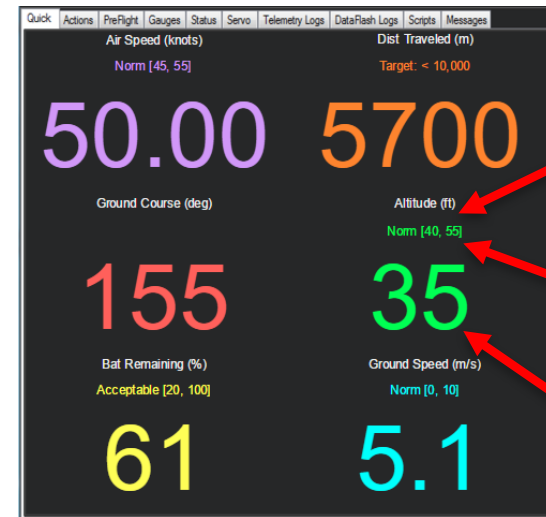 Quick Actions PreFlight Gauges Status Servo Telemetry Logs DataFlash Logs Scripts Messages
Air Speed (knots)
Norm [45, 55]
50.00
Dist Traveled (m)
Target: < 10,000
5700
Ground Course (deg)
155
Altitude (ft)
Norm [40, 55]
35
Bat Remaining (%)
Acceptable [20, 100]
61
Ground Speed (m/s)
Norm [0, 10]
5.1